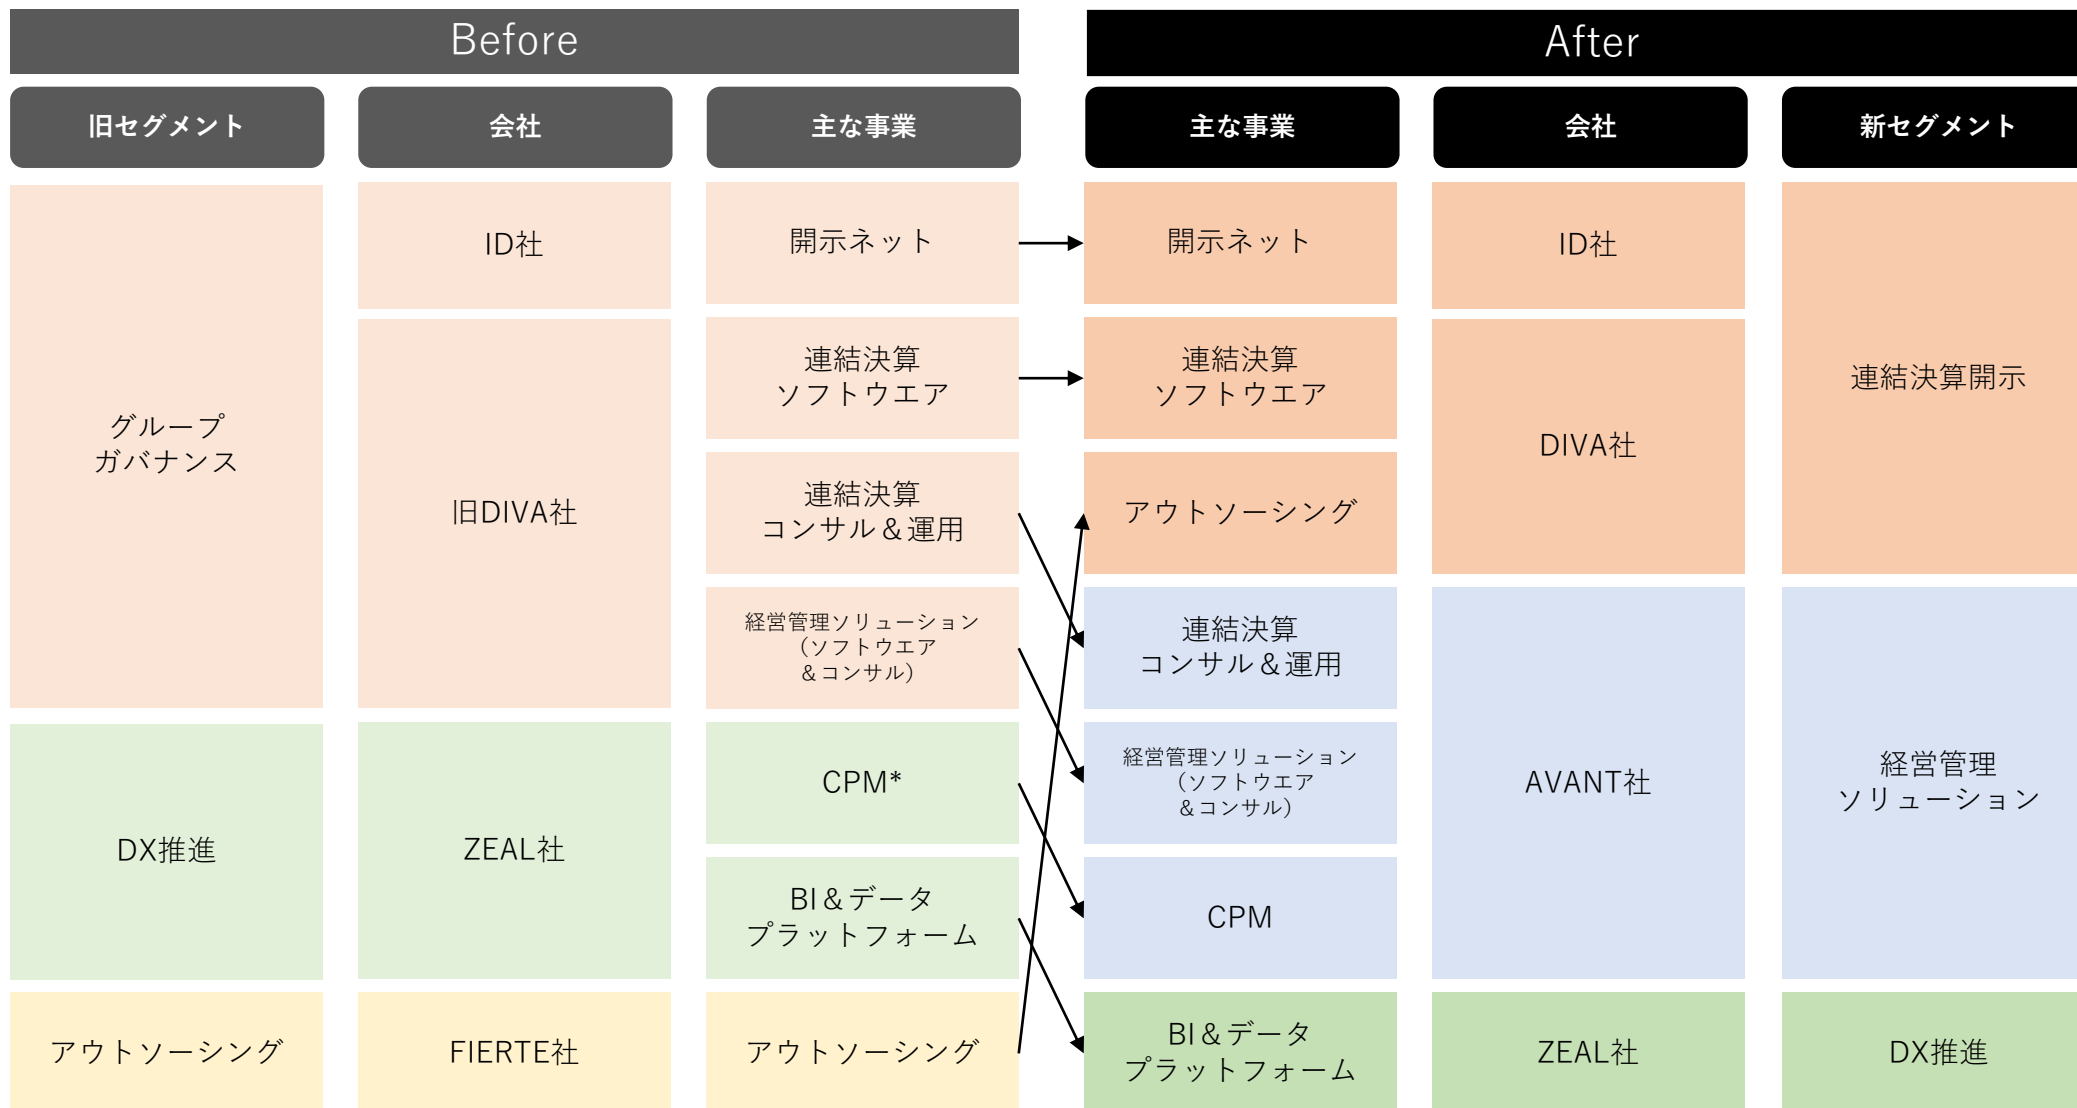 Before
After
旧セグメント
会社
主な事業
主な事業
会社
新セグメント
グループ
ガバナンス
DX推進
アウトソーシング
ID社
旧DIVA社
ZEAL社
FIERTE社
開示ネット
連結決算
ソフトウエア
連結決算
コンサル＆運用
経営管理ソリューション
（ソフトウエア
＆コンサル）
CPM*
BI＆データ
プラットフォーム
アウトソーシング
開示ネット
連結決算
ソフトウエア
アウトソーシング
連結決算
コンサル＆運用
経営管理ソリューション
（ソフトウエア
＆コンサル）
CPM
BI＆データ
プラットフォーム
ID社
DIVA社
AVANT社
ZEAL社
連結決算開示
経営管理
ソリューション
DX推進